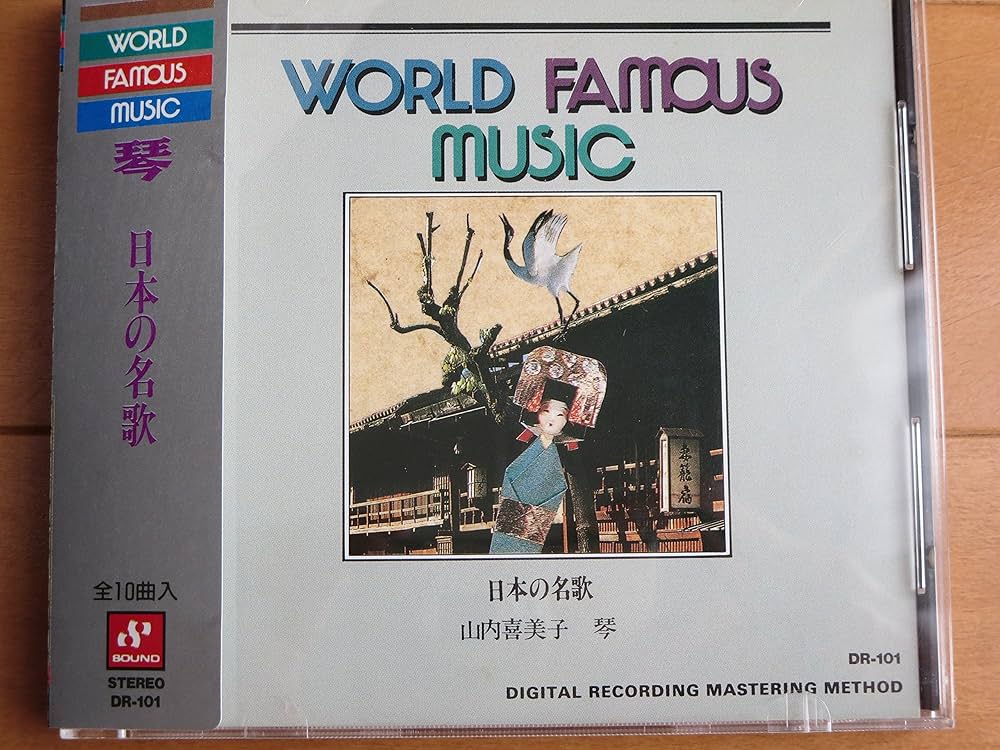 WORLD
FAMOUS
MUSIC
琴
日本の名歌
全10曲入
SOUND
STEREO
DR-101
WORLD FAMOUS
MUSIC
日本の名歌
山内喜美子 琴
DR-101
DIGITAL RECORDING MASTERING METHOD